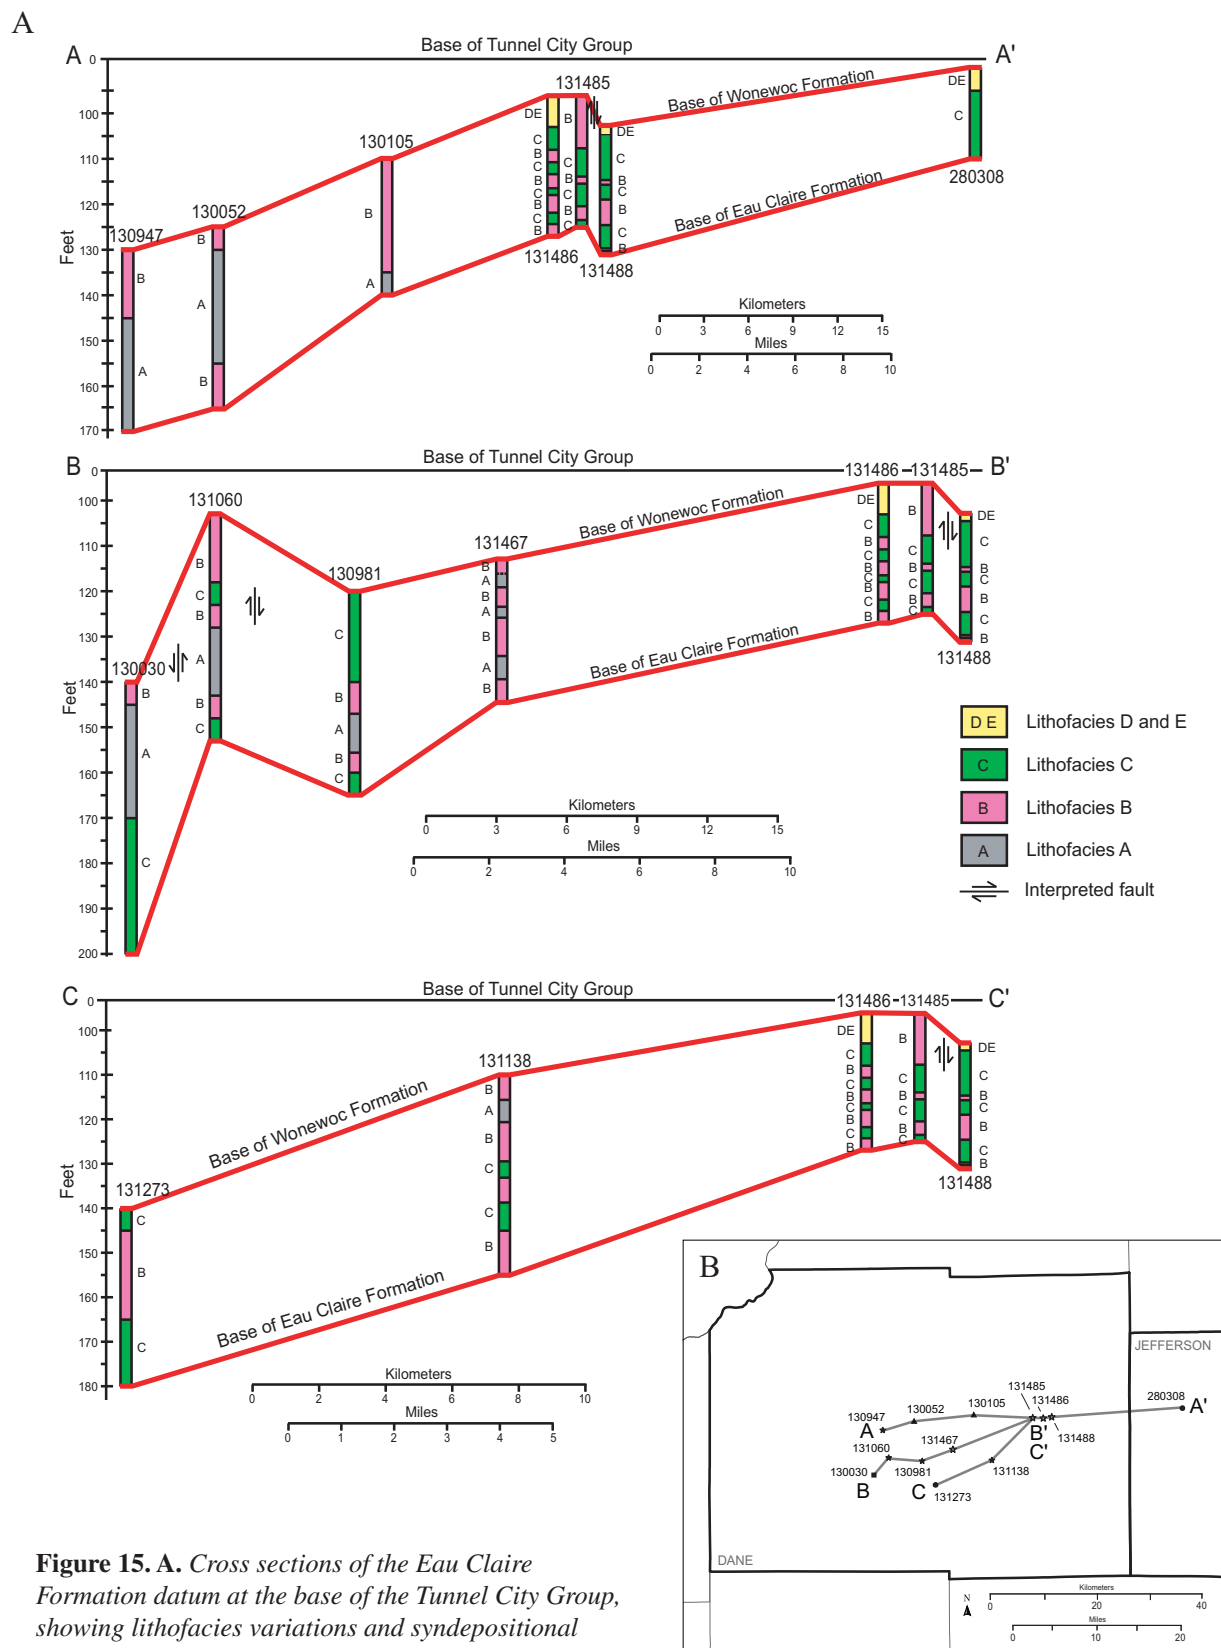 A
A Base of Tunnel City Group A'
0
100
110
120
130
140
150
160
170
Feet
130947
B
A
130052
B
A
B
130105
B
A
131485
DE
C
B
C
B
C
B
C
B
131486
B
C
B
C
B
C
DE
C
B
C
B
C
B
131488
Base of Wonewoc Formation
Base of Eau Claire Formation
DE
C
280308
Kilometers
0 3 6 9 12 15
Miles
0 2 4 6 8 10
B Base of Tunnel City Group B'
0
100
110
120
130
140
150
160
170
180
190
200
Feet
130030
B
A
C
131060
B
C
B
A
B
C
130981
C
B
A
B
C
131467
B
A
B
A
B
A
B
Base of Wonewoc Formation
Base of Eau Claire Formation
131486 131485
DE
C
B
C
B
C
B
C
B
B
C
B
C
B
C
DE
C
B
C
B
C
B
131488
Kilometers
0 3 6 9 12 15
Miles
0 2 4 6 8 10
D E Lithofacies D and E
C Lithofacies C
B Lithofacies B
A Lithofacies A
Interpreted fault
C Base of Tunnel City Group C'
0
100
110
120
130
140
150
160
170
180
Feet
131273
C
B
C
Base of Wonewoc Formation
Base of Eau Claire Formation
131138
B
A
B
C
C
B
131486 131485
DE
C
B
C
B
C
B
C
B
B
C
B
C
B
C
DE
C
B
C
B
C
B
131488
Kilometers
0 2 4 6 8 10
Miles
0 1 2 3 4 5
B
JEFFERSON
131485
131486
280308
A'
130052
130105
130947
A
B'
C'
131488
131060
131467
130030
130981
131138
B
C
131273
DANE
N
Kilometers
0 20 40
Miles
0 10 20
Figure 15. A. Cross sections of the Eau Claire
Formation datum at the base of the Tunnel City Group,
showing lithofacies variations and syndepositional